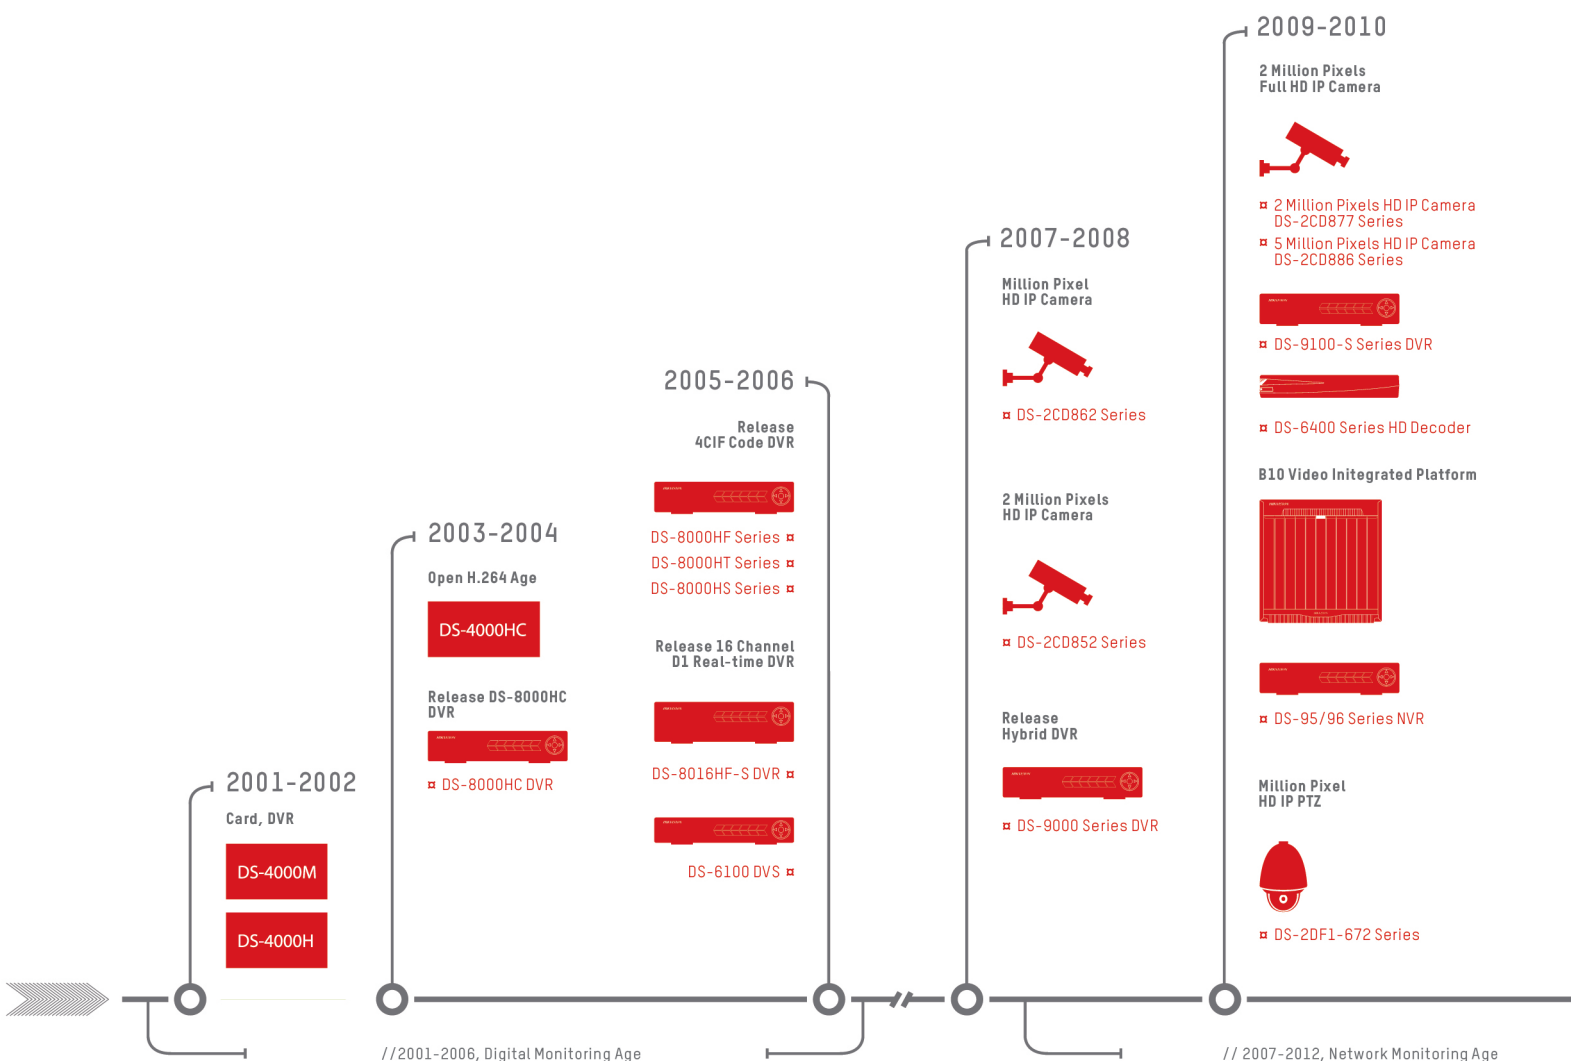 2001-2002
Card, DVR
DS-4000M
DS-4000H
2003-2004
Open H.264 Age
DS-4000HC
Release DS-8000HC
DVR
¤ DS-8000HC DVR
2005-2006
Release
4CIF Code DVR
DS-8000HF Series ¤
DS-8000HT Series ¤
DS-8000HS Series ¤
Release 16 Channel
D1 Real-time DVR
DS-8016HF-S DVR ¤
DS-6100 DVS ¤
2007-2008
Million Pixel
HD IP Camera
¤ DS-2CD862 Series
2 Million Pixels
HD IP Camera
¤ DS-2CD852 Series
Release
Hybrid DVR
¤ DS-9000 Series DVR
2009-2010
2 Million Pixels
Full HD IP Camera
¤ 2 Million Pixels HD IP Camera
DS-2CD877 Series
¤ 5 Million Pixels HD IP Camera
DS-2CD886 Series
¤ DS-9100-S Series DVR
¤ DS-6400 Series HD Decoder
B10 Video Initegrated Platform
¤ DS-95/96 Series NVR
Million Pixel
HD IP PTZ
¤ DS-2DF1-672 Series
//2001-2006, Digital Monitoring Age
// 2007-2012, Network Monitoring Age